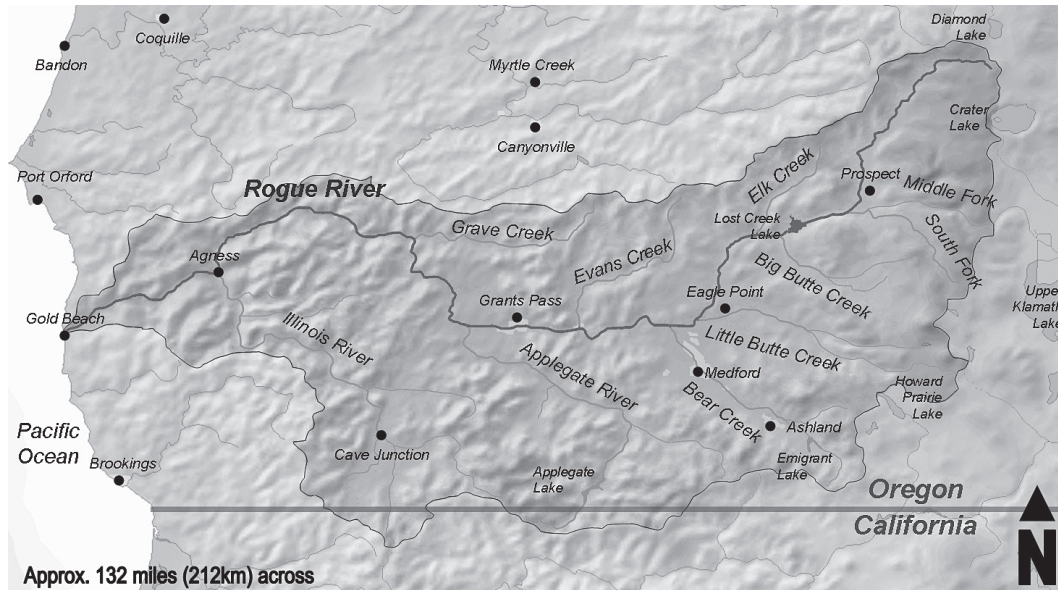 Diamond
Lake
Coquille
Bandon
Myrtle Creek
Crater
Lake
Canyonville
Elk Creek
Port Orford
Rogue River
Prospect
Middle Fork
Grave Creek
Lost Creek
Lake
South Fork
Evans Creek
Agness
Big Butte Creek
Eagle Point
Grants Pass
Uppe
Klamath
Lake
Gold Beach
Illinois River
Little Butte Creek
Applegate River
Medford
Bear Creek
Howard
Prairie
Lake
Pacific
Ocean
Ashland
Cave Junction
Brookings
Emigrant
Lake
Applegate
Lake
Oregon
California
N
Approx. 132 miles (212km) across